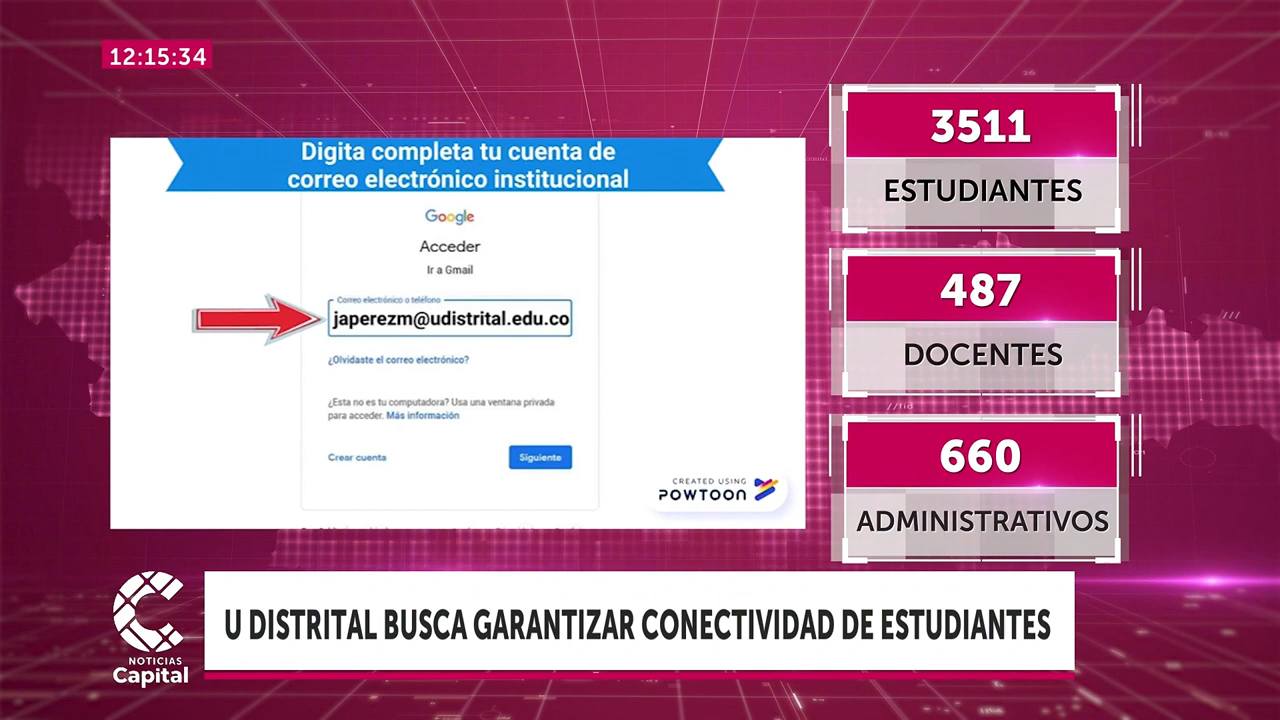 12:15:34
Digita completa tu cuenta de
correo electrónico institucional
Google
Acceder
Ir a Gmail
Correo electrónico o teléfono
japerezm@udistrital.edu.co
¿Olvidaste el correo electrónico?
¿Esta no es tu computadora? Usa una ventana privada
para acceder. Más información
Crear cuenta
Siguiente
CREATED USING
POWTOON
3511
ESTUDIANTES
487
DOCENTES
660
ADMINISTRATIVOS
U DISTRITAL BUSCA GARANTIZAR CONECTIVIDAD DE ESTUDIANTES
NOTICIAS
Capital